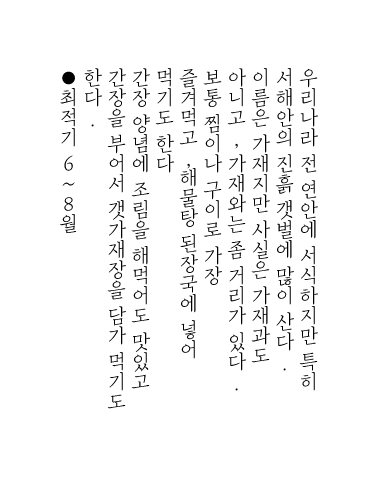 우리나라 전 연안에 서식하지만 특히
서해안의 진흙 갯벌에 많이 산다.
이름은 가재지만 사실은 가재과도
아니고, 가재와는 좀 거리가 있다.
보통 찜이나 구이로 가장
즐겨먹고, 해물탕 된장국에 넣어
먹기도 한다
간장 양념에 조림을 해먹어도 맛있고
간장을 부어서 갯가재장을 담가 먹기도
한다.
●최적기 6~8월